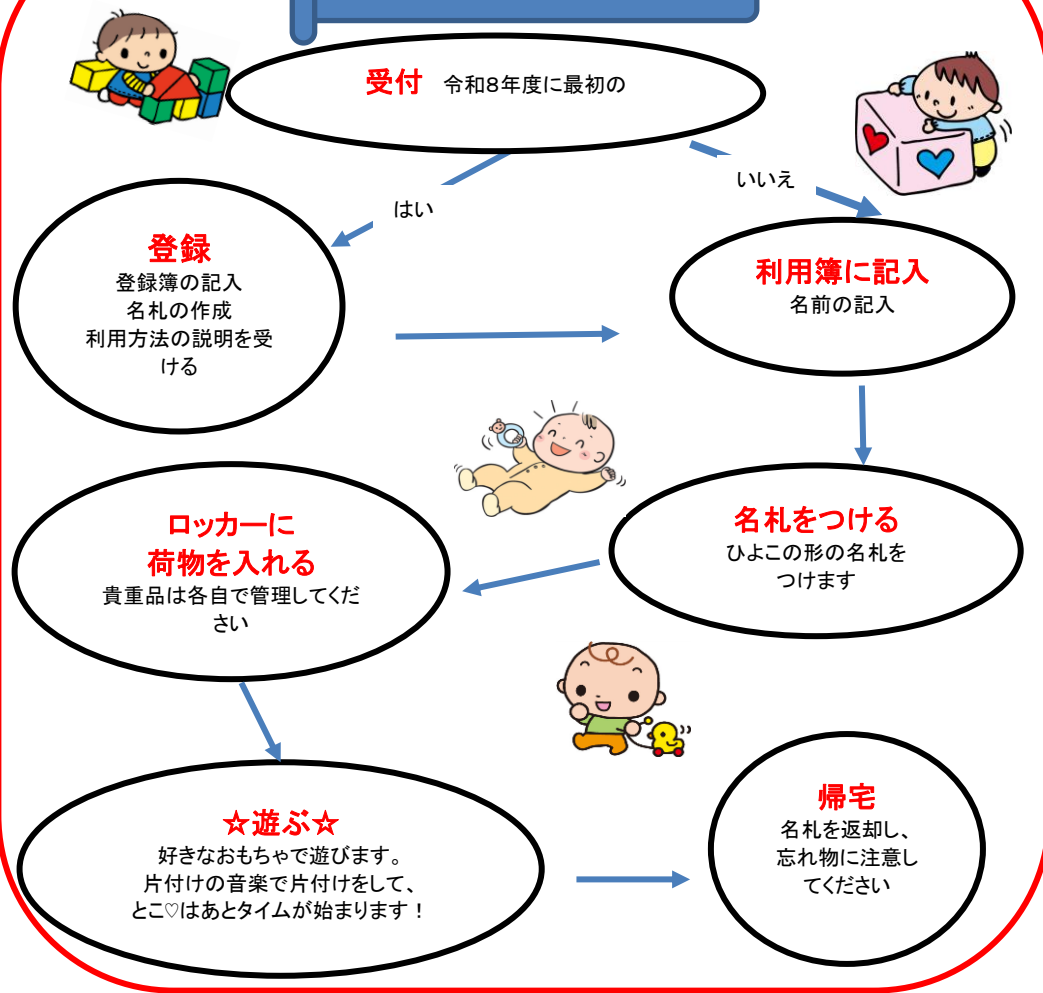 受付 令和8年度に最初の
はい
いいえ
登録
登録簿の記入
名札の作成
利用方法の説明を受
ける
利用簿に記入
名前の記入
名札をつける
ひよこの形の名札を
つけます
ロッカーに
荷物を入れる
貴重品は各自で管理してくだ
さい
☆遊ぶ☆
好きなおもちゃで遊びます。
片付けの音楽で片付けをして、
とこ♡はあとタイムが始まります！
帰宅
名札を返却し、
忘れ物に注意し
てください